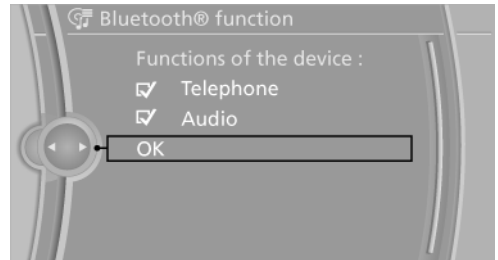 Bluetooth® function
Functions of the device :
Telephone
Audio
OK